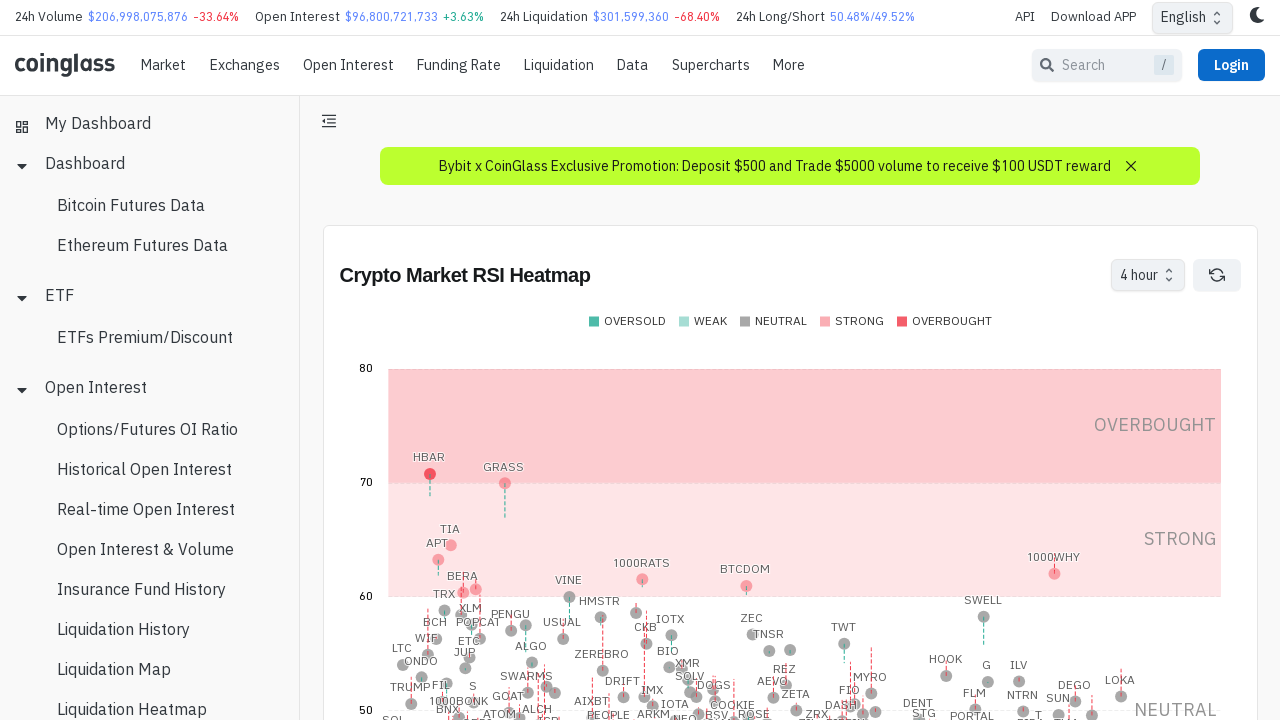 24h Volume $206,998,075,876 -33.64% Open Interest $96,800,721,733 +3.63% 24h Liquidation $301,599,360 -68.40% 24h Long/Short 50.48%/49.52% API Download APP English
coinglass Market Exchanges Open Interest Funding Rate Liquidation Data Supercharts More Search / Login
My Dashboard
Dashboard
Bitcoin Futures Data
Ethereum Futures Data
ETF
ETFs Premium/Discount
Open Interest
Options/Futures OI Ratio
Historical Open Interest
Real-time Open Interest
Open Interest & Volume
Insurance Fund History
Liquidation History
Liquidation Map
Liquidation Heatmap
Bybit x CoinGlass Exclusive Promotion: Deposit $500 and Trade $5000 volume to receive $100 USDT reward
Crypto Market RSI Heatmap 4 hour
OVERSOLD WEAK NEUTRAL STRONG OVERBOUGHT
80
OVERBOUGHT
HBAR
GRASS
70
TIA
APT
STRONG
1000RATS
1000WHY
BTCDOM
BERA VINE
60
TRX HMSTR SWELL
XLM
PENGU
BCH POPCAT USUAL CKB IOTX ZEC TWT
TNSR
WIF ETC
LTC JUP ALGO BIO
ONDO ZEREBRO XMR HOOK G ILV
REZ
SWARMS SOLV MYRO
TRUMP FIL S DRIFT DOGS AEVO LOKA
DEGO
GOAT IMX ZETA FIO FLM NTRN SUN
1000BONK AIXBT IOTA COOKIE DASH DENT
BNX ATOM ALCH PEOPLE ARKM RSV ROSE ZRX STG PORTAL
50 NEUTRAL